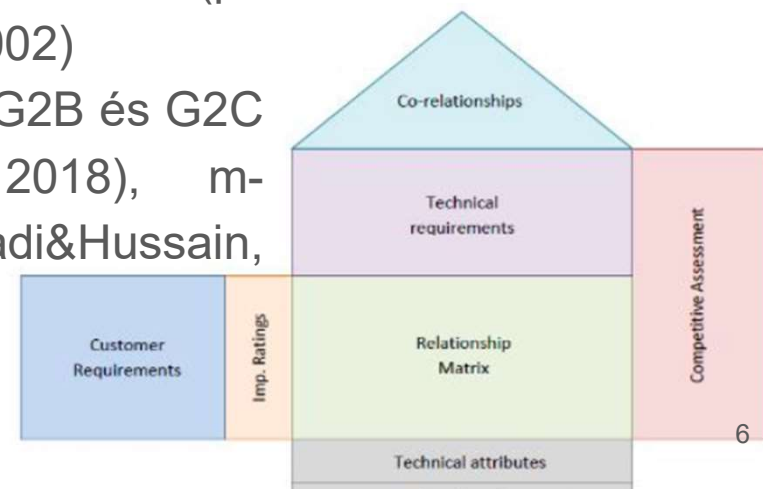 002)
G2B és G2C
2018), m-
adi&Hussain,
Co-relationships
Technical
requirements
Competitive Assessment
Customer
Requirements
Imp. Ratings
Relationship
Matrix
6
Technical attributes